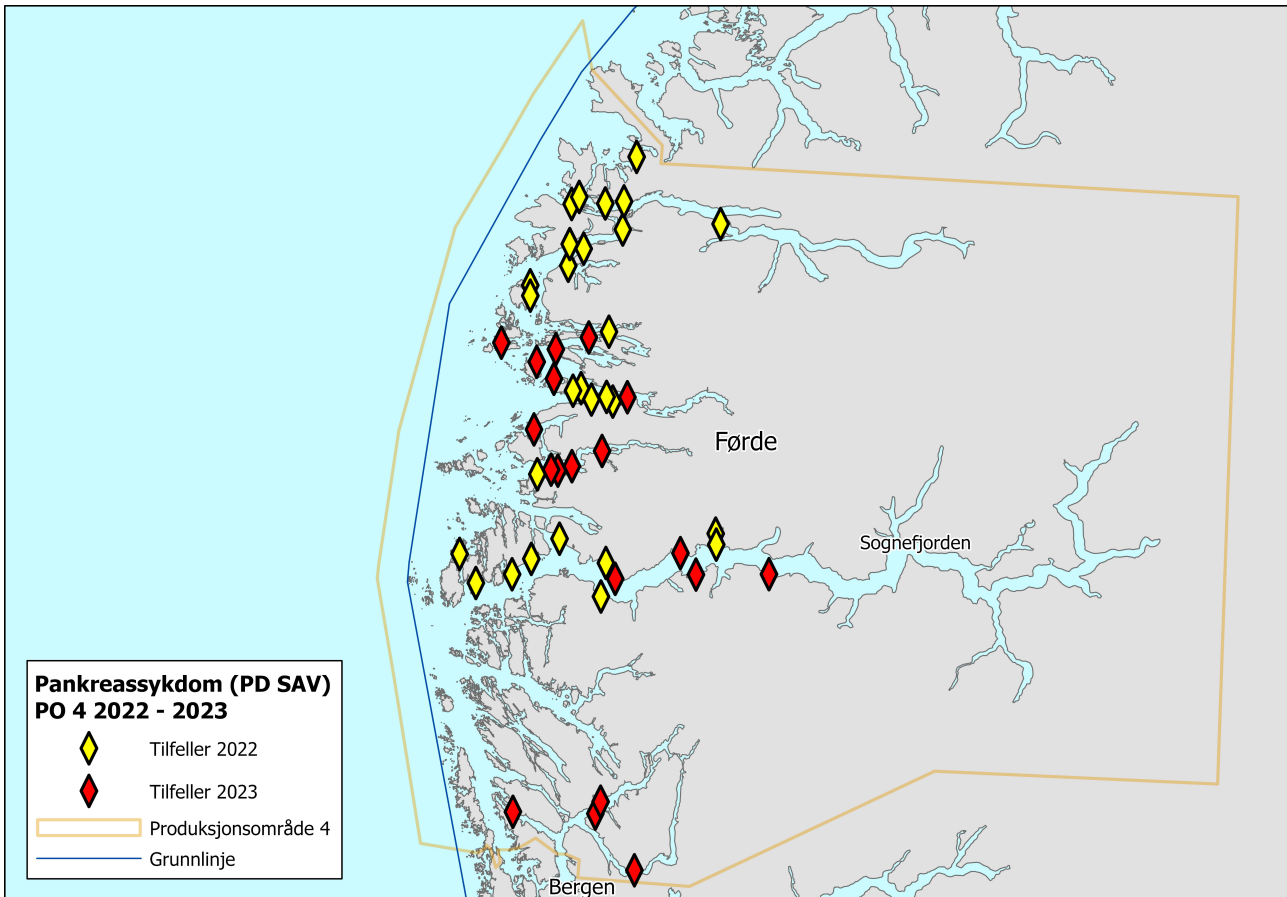 Førde
Sognefjorden
Pankreassykdom (PD SAV)
PO 4 2022 - 2023
Tilfeller 2022
Tilfeller 2023
Produksjonsområde 4
Grunnlinje
Bergen